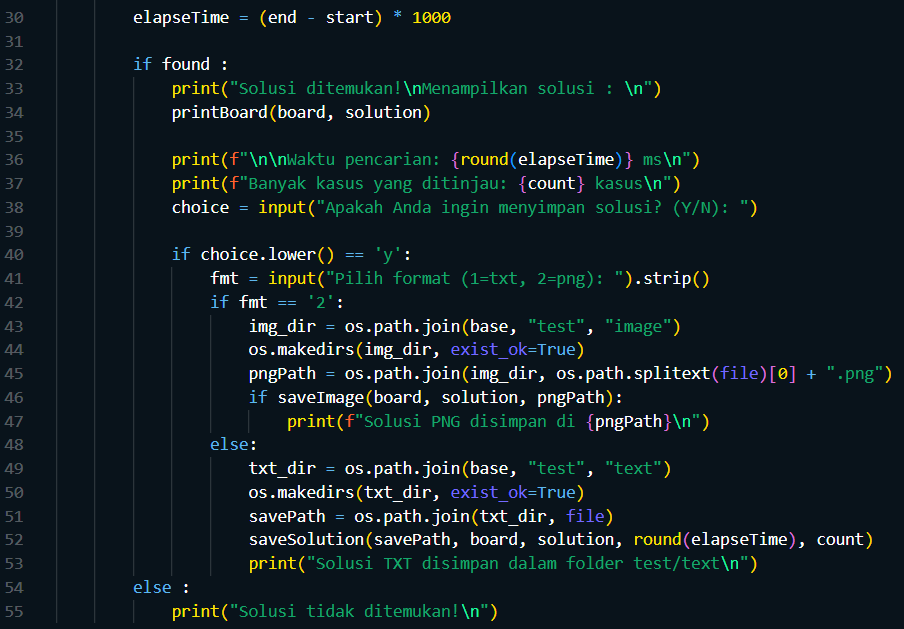 30 elapseTime = (end - start) * 1000
31
32 if found :
33 print("Solusi ditemukan!\nMenampilkan solusi : \n")
34 printBoard(board, solution)
35
36 print(f"\n\nWaktu pencarian: {round(elapseTime)} ms\n")
37 print(f"Banyak kasus yang ditinjau: {count} kasus\n")
38 choice = input("Apakah Anda ingin menyimpan solusi? (Y/N): ")
39
40 if choice.lower() == 'y':
41 fmt = input("Pilih format (1=txt, 2=png): ").strip()
42 if fmt == '2':
43 img_dir = os.path.join(base, "test", "image")
44 os.makedirs(img_dir, exist_ok=True)
45 pngPath = os.path.join(img_dir, os.path.splitext(file)[0] + ".png")
46 if saveImage(board, solution, pngPath):
47 print(f"Solusi PNG disimpan di {pngPath}\n")
48 else:
49 txt_dir = os.path.join(base, "test", "text")
50 os.makedirs(txt_dir, exist_ok=True)
51 savePath = os.path.join(txt_dir, file)
52 saveSolution(savePath, board, solution, round(elapseTime), count)
53 print("Solusi TXT disimpan dalam folder test/text\n")
54 else :
55 print("Solusi tidak ditemukan!\n")